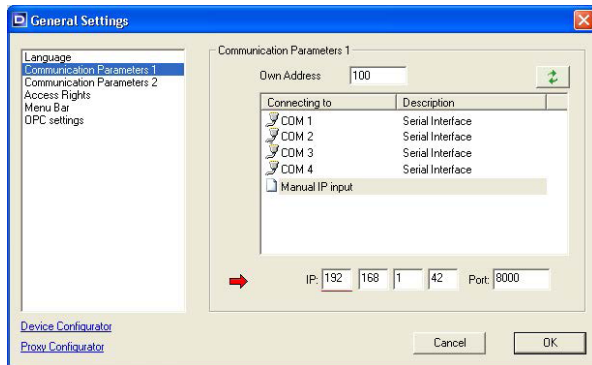 General Settings
Language
Communication Parameters 1
Communication Parameters 2
Access Rights
Menu Bar
OPC settings
Communication Parameters 1
Own Address 100
Connecting to Description
COM 1 Serial Interface
COM 2 Serial Interface
COM 3 Serial Interface
COM 4 Serial Interface
Manual IP input
IP: 192 168 1 42 Port: 8000
Device Configurator
Proxy Configurator
Cancel OK